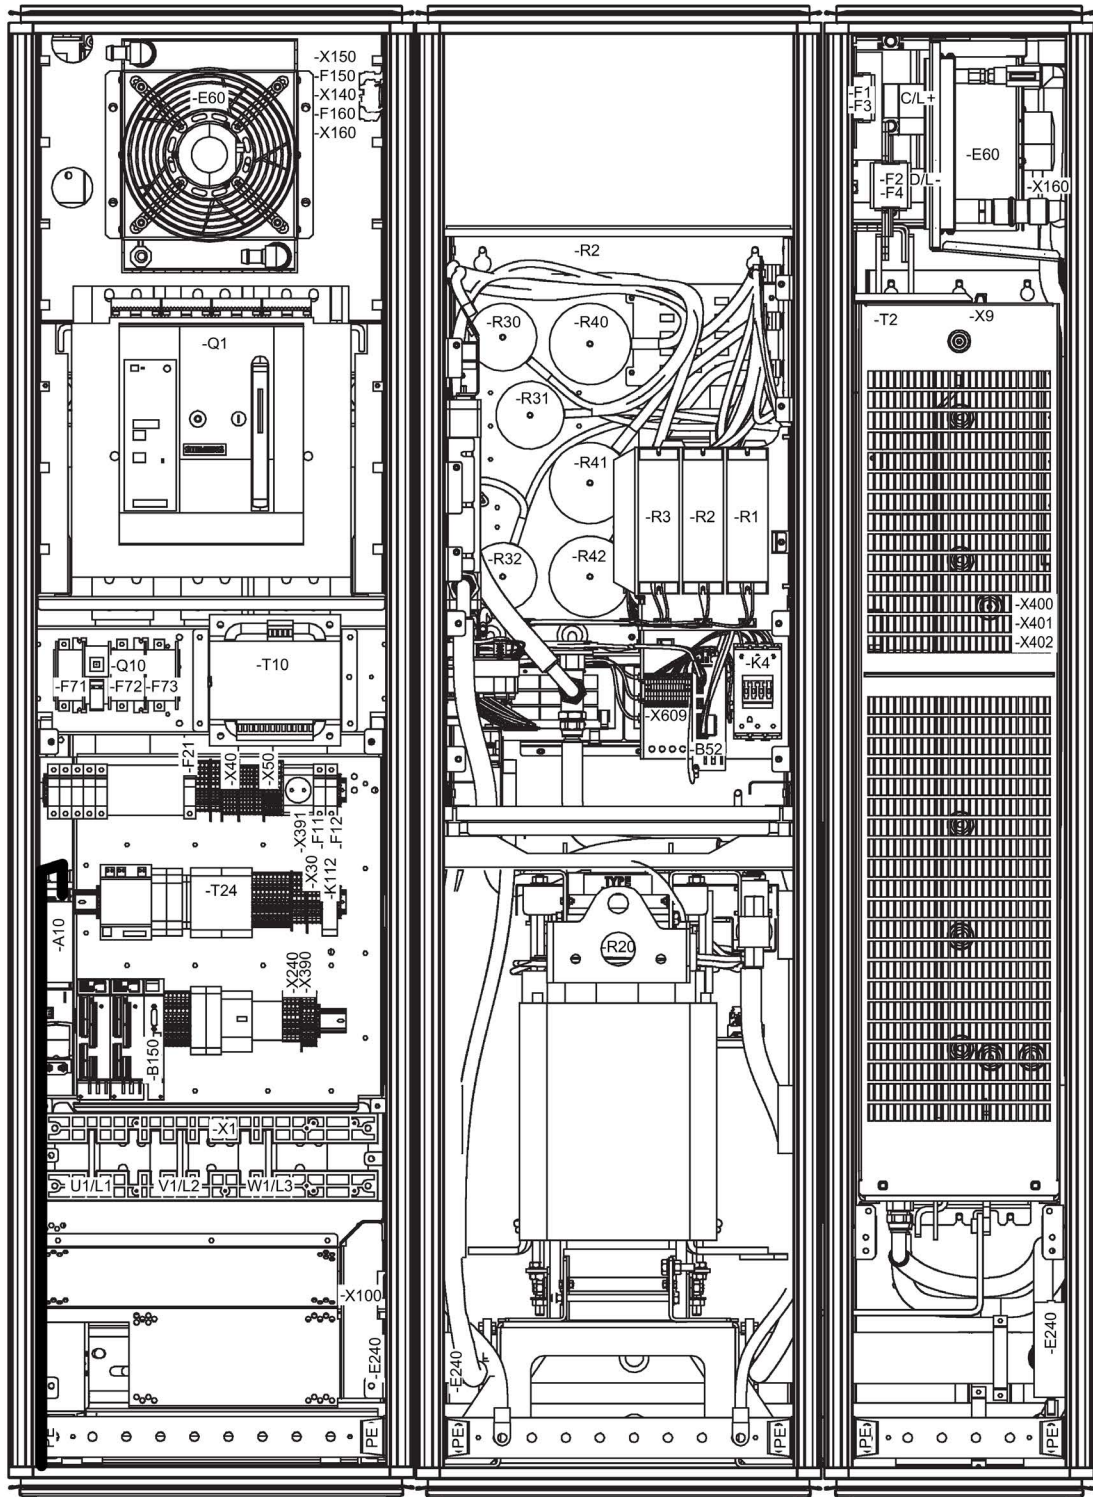 -X150
-F150
-X140
-F160
-X160
-E60
-Q1
SIEMENS
-Q10
-F71
-F72
-F73
-T10
-F21
-X40
-X50
-X391
-F11
-F12
-X30
-K112
-T24
-A10
-X240
-X390
-B150
-X1
U1/L1
V1/L2
W1/L3
-X100
-E240
PE
PE
-R2
-R30
-R40
-R31
-R41
-R32
-R42
-R3
-R2
-R1
-K4
-X609
-B52
TYPE
-R20
-E240
PE
PE
-F1
-F3
C/L+
-E60
-F2
-F4
D/L-
-X160
-T2
-X9
-X400
-X401
-X402
-E240
PE
PE